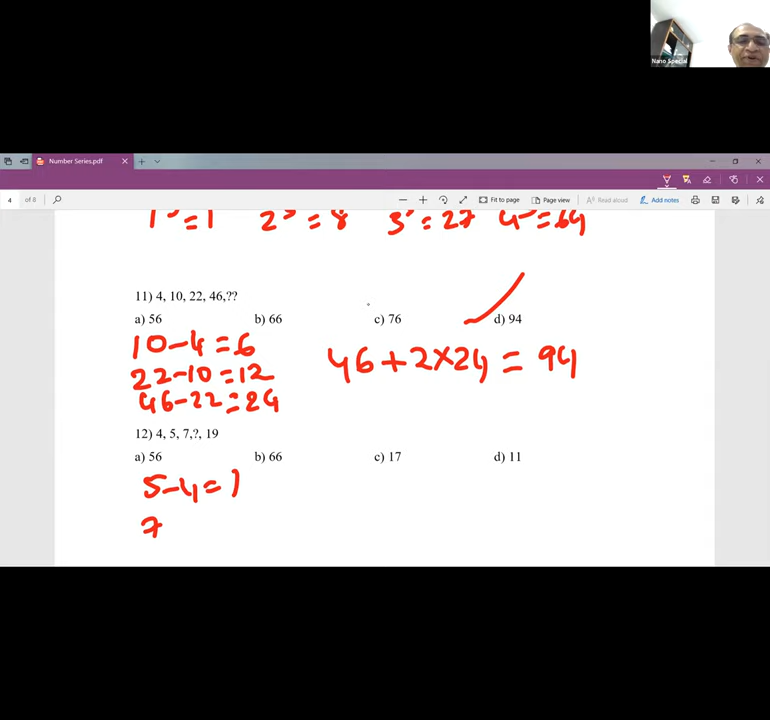 Nano Special
Number Series.pdf
4 of 8 Fit to page Page view Read aloud Add notes
1³=1 2³=8 3³=27 4³=64
11) 4, 10, 22, 46,??
a) 56 b) 66 c) 76 d) 94
10-4=6
46+2×24=94
22-10=12
46-22=24
12) 4, 5, 7,?, 19
a) 56 b) 66 c) 17 d) 11
5-4=1
7